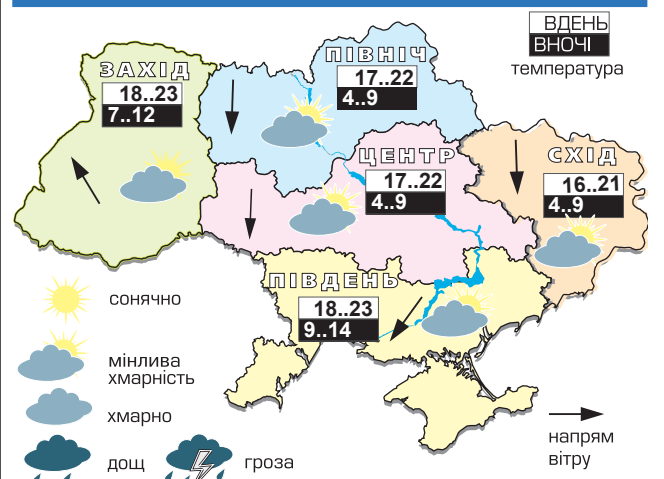 ВДЕНЬ
ВНОЧІ
температура
ЗАХІД
18..23
7..12
ПІВНІЧ
17..22
4..9
ЦЕНТР
17..22
4..9
СХІД
16..21
4..9
ПІВДЕНЬ
18..23
9..14
сонячно
мінлива
хмарність
хмарно
дощ
гроза
напрям
вітру